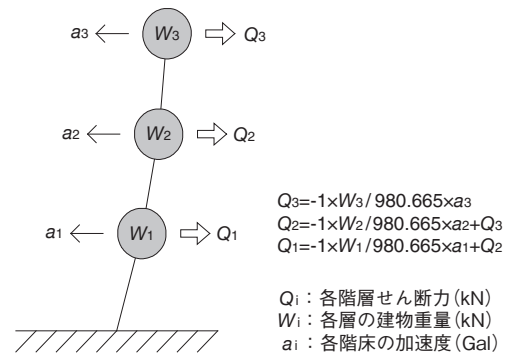 a3 W3 Q3
a2 W2 Q2
a1 W1 Q1
Q3=-1×W3/980.665×a3
Q2=-1×W2/980.665×a2+Q3
Q1=-1×W1/980.665×a1+Q2
Qi：各階層せん断力(kN)
Wi：各層の建物重量(kN)
ai：各階床の加速度(Gal)